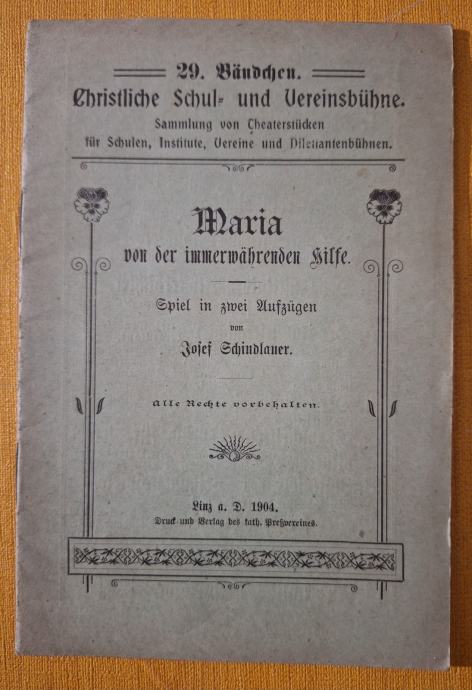 29. Bändchen.
Christliche Schul- und Vereinsbühne.
Sammlung von Theaterstücken
für Schulen, Institute, Vereine und Dilettantenbühnen.
Maria
von der immerwährenden Hilfe.
Spiel in zwei Aufzügen
von
Josef Schindlauer.
Alle Rechte vorbehalten.
Linz a. D. 1904.
Druck und Verlag des kath. Preßvereines.